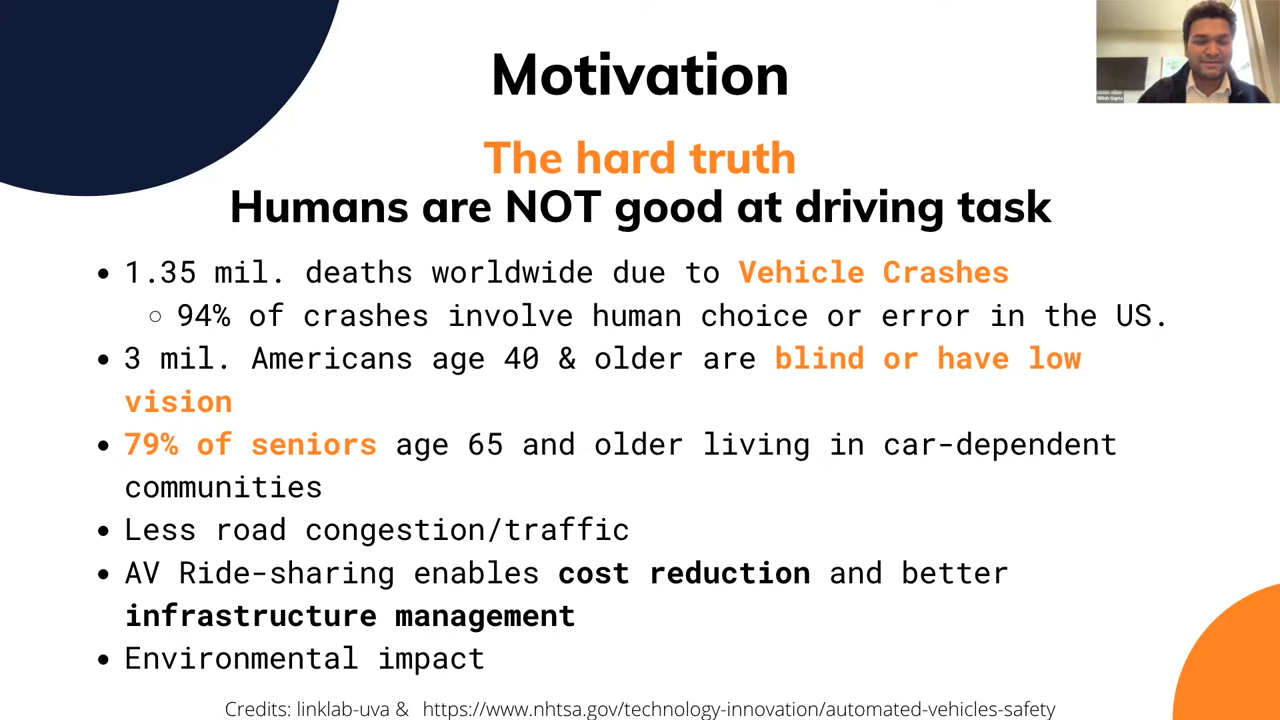 Motivation
The hard truth
Humans are NOT good at driving task
• 1.35 mil. deaths worldwide due to Vehicle Crashes
○ 94% of crashes involve human choice or error in the US.
• 3 mil. Americans age 40 & older are blind or have low
vision
• 79% of seniors age 65 and older living in car-dependent
communities
• Less road congestion/traffic
• AV Ride-sharing enables cost reduction and better
infrastructure management
• Environmental impact
Credits: linklab-uva & https://www.nhtsa.gov/technology-innovation/automated-vehicles-safety